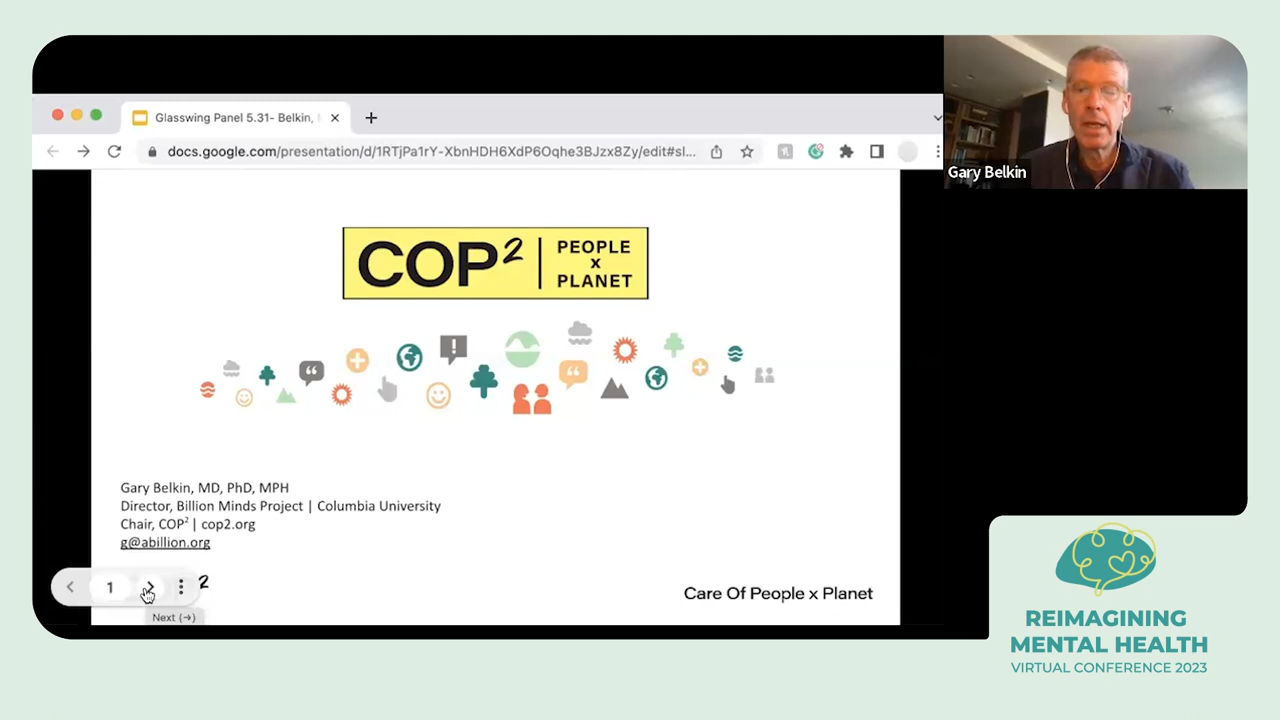 Glasswing Panel 5.31- Belkin,
docs.google.com/presentation/d/1RTjPa1rY-XbnHDH6XdP6Oqhe3BJzx8Zy/edit#sl...
Gary Belkin
COP² | PEOPLE
x
PLANET
Gary Belkin, MD, PhD, MPH
Director, Billion Minds Project | Columbia University
Chair, COP² | cop2.org
g@abillion.org
1
2
Next (→)
Care Of People x Planet
REIMAGINING
MENTAL HEALTH
VIRTUAL CONFERENCE 2023